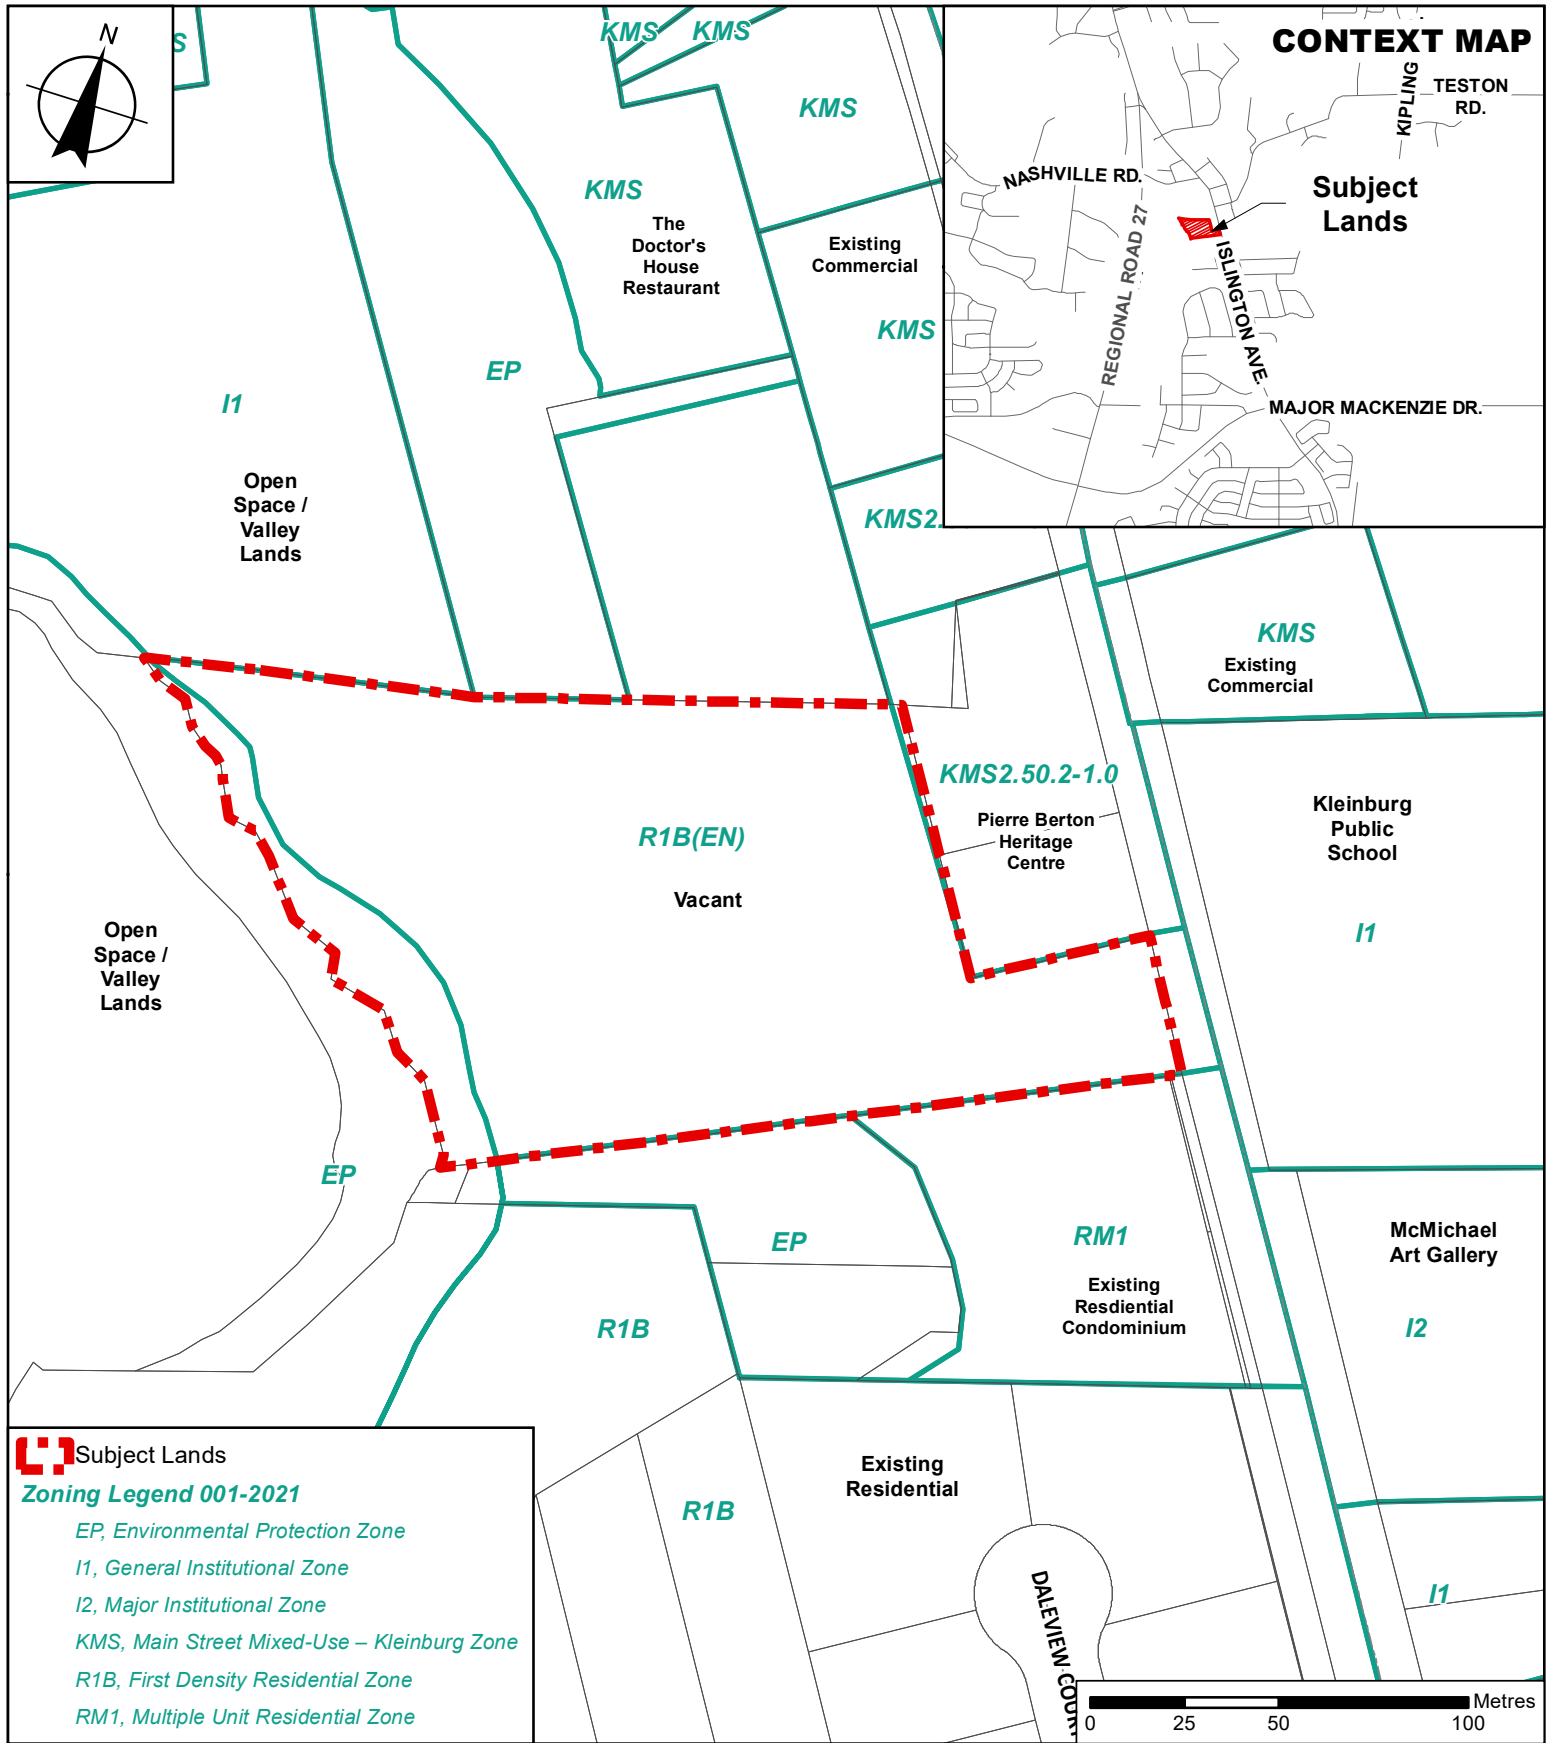 N
S
KMS
KMS
CONTEXT MAP
KIPLING
TESTON
RD.
NASHVILLE RD.
REGIONAL ROAD 27
Subject
Lands
ISLINGTON AVE.
MAJOR MACKENZIE DR.
KMS
KMS
The
Doctor's
House
Restaurant
Existing
Commercial
KMS
EP
I1
Open
Space /
Valley
Lands
KMS2.
KMS
Existing
Commercial
KMS2.50.2-1.0
Pierre Berton
Heritage
Centre
Kleinburg
Public
School
I1
R1B(EN)
Vacant
Open
Space /
Valley
Lands
EP
EP
RM1
Existing
Resdiential
Condominium
McMichael
Art Gallery
I2
R1B
Existing
Residential
R1B
DALEVIEW COUR
I1
Subject Lands
Zoning Legend 001-2021
EP, Environmental Protection Zone
I1, General Institutional Zone
I2, Major Institutional Zone
KMS, Main Street Mixed-Use – Kleinburg Zone
R1B, First Density Residential Zone
RM1, Multiple Unit Residential Zone
Metres
0 25 50 100